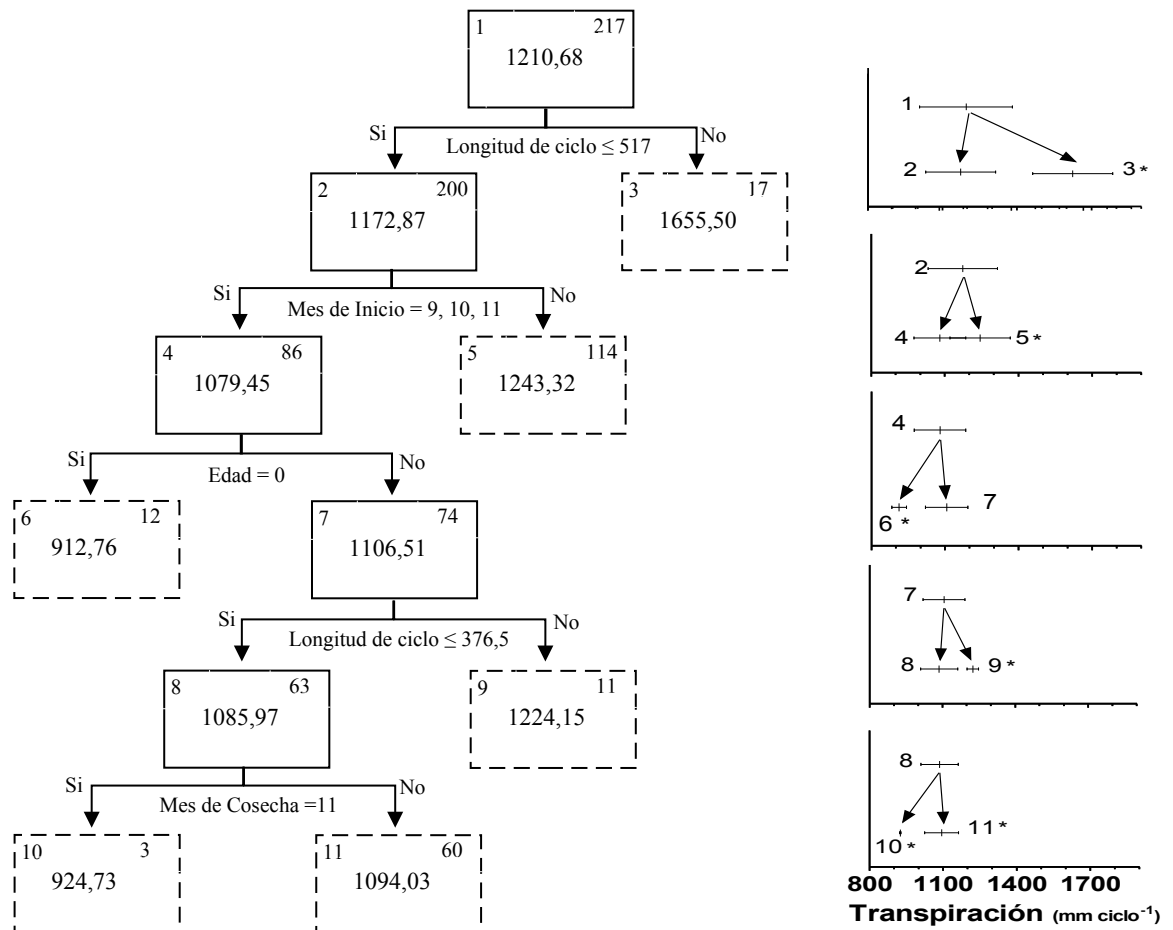 1 217
1210,68
Si No
Longitud de ciclo ≤ 517
2 200
1172,87
3 17
1655,50
Si No
Mes de Inicio = 9, 10, 11
4 86
1079,45
5 114
1243,32
Si No
Edad = 0
6 12
912,76
7 74
1106,51
Si No
Longitud de ciclo ≤ 376,5
8 63
1085,97
9 11
1224,15
Si No
Mes de Cosecha =11
10 3
924,73
11 60
1094,03
1
2 3*
2
4 5*
4
6* 7
7
8 9*
8
10* 11*
800 1100 1400 1700
Transpiración (mm ciclo⁻¹)